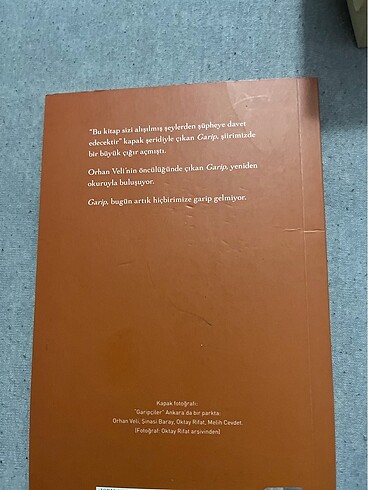 "Bu kitap sizi alışılmış şeylerden şüpheye davet
edecektir" kapak şeridiyle çıkan Garip, şiirimizde
bir büyük çığır açmıştı.
Orhan Veli'nin öncülüğünde çıkan Garip, yeniden
okuruyla buluşuyor.
Garip, bugün artık hiçbirimize garip gelmiyor.
Kapak fotoğrafı:
"Garipçiler" Ankara'da bir parkta:
Orhan Veli, Şinasi Baray, Oktay Rifat, Melih Cevdet.
(Fotoğraf: Oktay Rifat arşivinden)